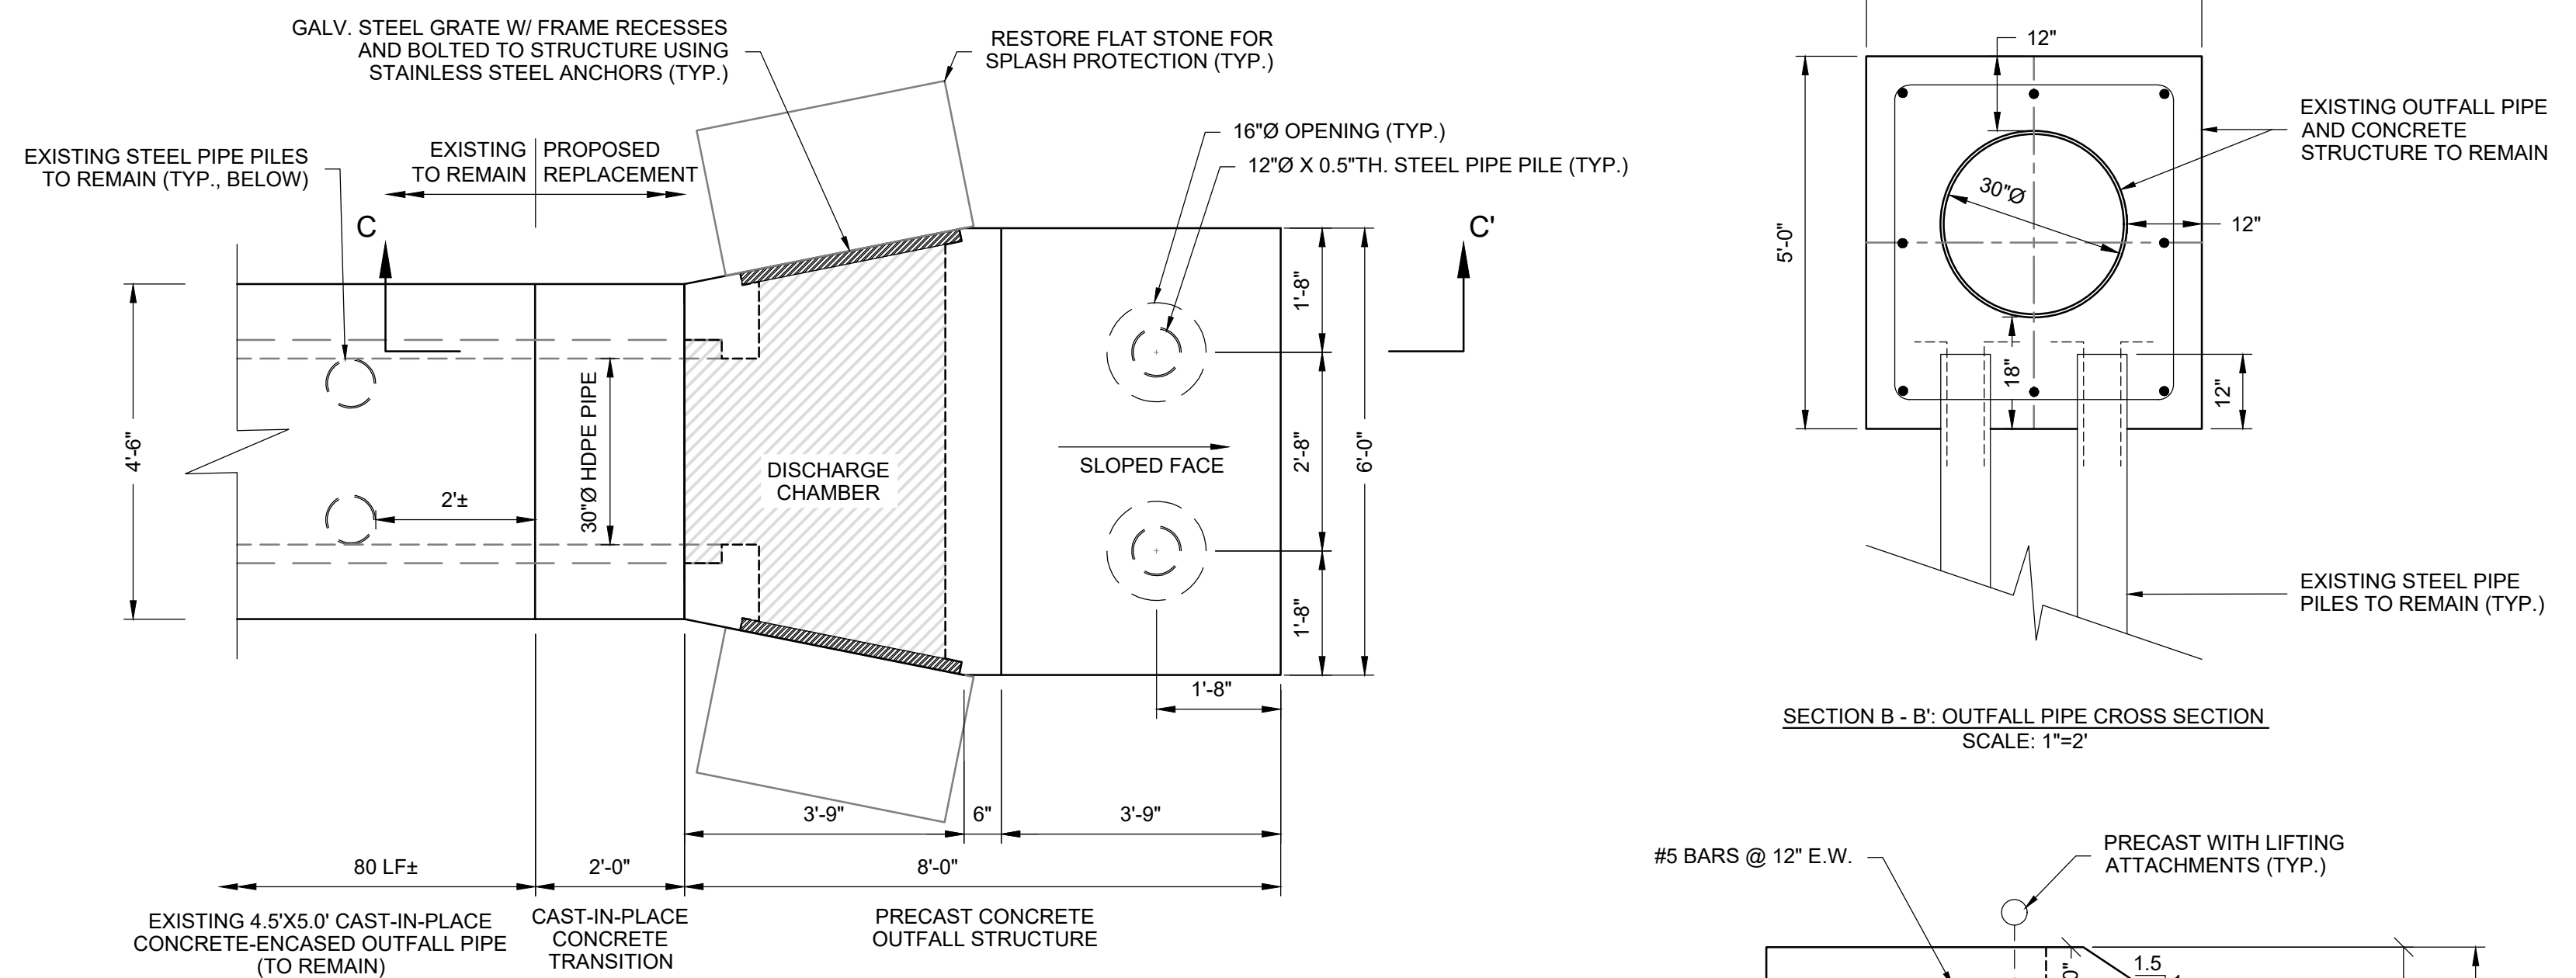 GALV. STEEL GRATE W/ FRAME RECESSES
AND BOLTED TO STRUCTURE USING
STAINLESS STEEL ANCHORS (TYP.)
RESTORE FLAT STONE FOR
SPLASH PROTECTION (TYP.)
16"Ø OPENING (TYP.)
12"Ø X 0.5"TH. STEEL PIPE PILE (TYP.)
EXISTING STEEL PIPE PILES
TO REMAIN (TYP., BELOW)
EXISTING
TO REMAIN
PROPOSED
REPLACEMENT
C
C'
4'-6"
2'±
30"Ø HDPE PIPE
DISCHARGE
CHAMBER
SLOPED FACE
1'-8"
2'-8"
1'-8"
6'-0"
1'-8"
3'-9"
6"
3'-9"
80 LF±
2'-0"
8'-0"
EXISTING 4.5'X5.0' CAST-IN-PLACE
CONCRETE-ENCASED OUTFALL PIPE
(TO REMAIN)
CAST-IN-PLACE
CONCRETE
TRANSITION
PRECAST CONCRETE
OUTFALL STRUCTURE
12"
5'-0"
30"Ø
12"
18"
12"
EXISTING OUTFALL PIPE
AND CONCRETE
STRUCTURE TO REMAIN
EXISTING STEEL PIPE
PILES TO REMAIN (TYP.)
SECTION B - B': OUTFALL PIPE CROSS SECTION
SCALE: 1"=2'
#5 BARS @ 12" E.W.
PRECAST WITH LIFTING
ATTACHMENTS (TYP.)
1.5